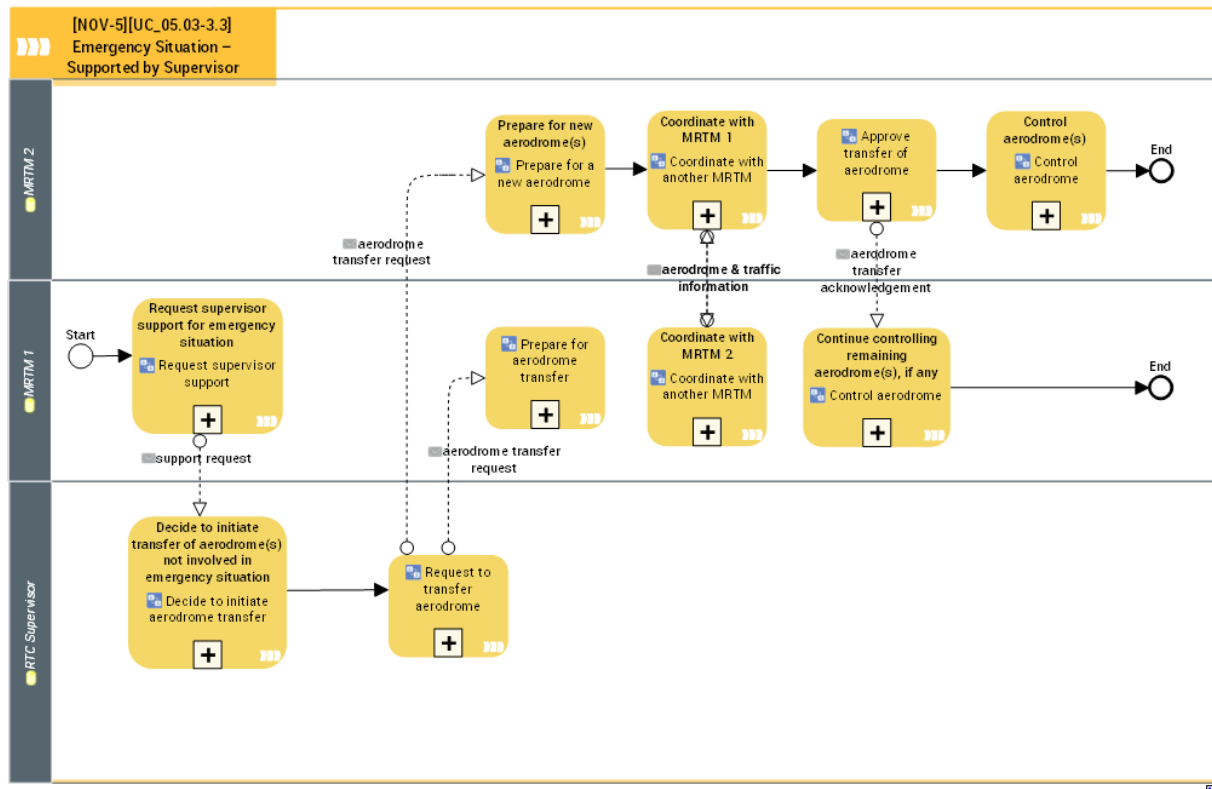 [NOV-5][UC_05.03-3.3]
Emergency Situation –
Supported by Supervisor
MRTM 2
Prepare for new
aerodrome(s)
Prepare for a
new aerodrome
Coordinate with
MRTM 1
Coordinate with
another MRTM
Approve
transfer of
aerodrome
Control
aerodrome(s)
Control
aerodrome
End
aerodrome
transfer request
aerodrome & traffic
information
aerodrome
transfer
acknowledgement
MRTM 1
Start
Request supervisor
support for emergency
situation
Request supervisor
support
Prepare for
aerodrome
transfer
Coordinate with
MRTM 2
Coordinate with
another MRTM
Continue controlling
remaining
aerodrome(s), if any
Control aerodrome
End
support request
aerodrome transfer
request
RTC Supervisor
Decide to initiate
transfer of aerodrome(s)
not involved in
emergency situation
Decide to initiate
aerodrome transfer
Request to
transfer
aerodrome